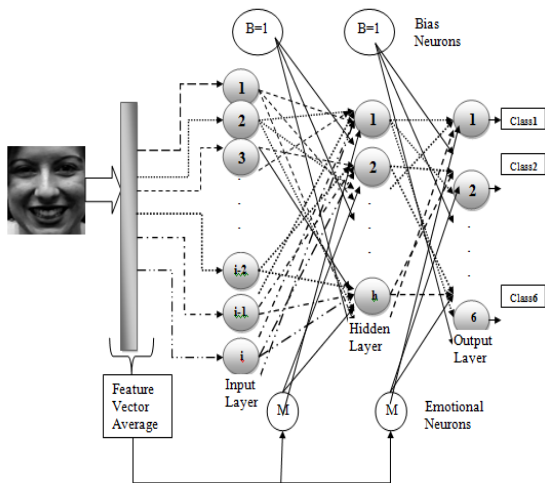 B=1
B=1
Bias
Neurons
1
2
3
i-2
i-1
i
1
2
h
1
2
6
Class1
Class2
Class6
Input
Layer
Hidden
Layer
Output
Layer
Feature
Vector
Average
M
M
Emotional
Neurons